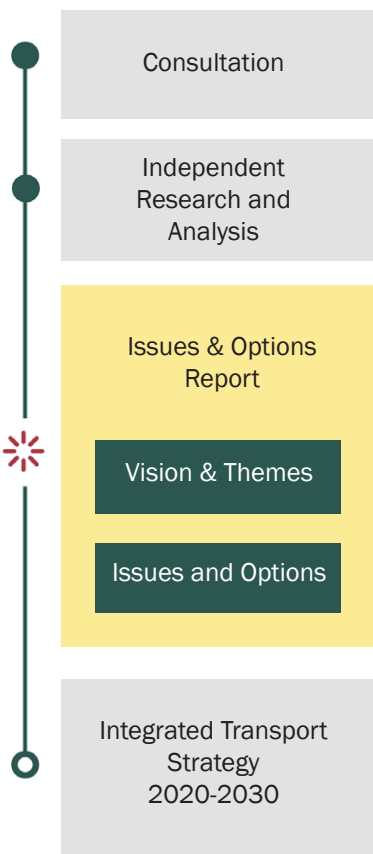 Consultation
Independent
Research and
Analysis
Issues & Options
Report
Vision & Themes
Issues and Options
Integrated Transport
Strategy
2020-2030